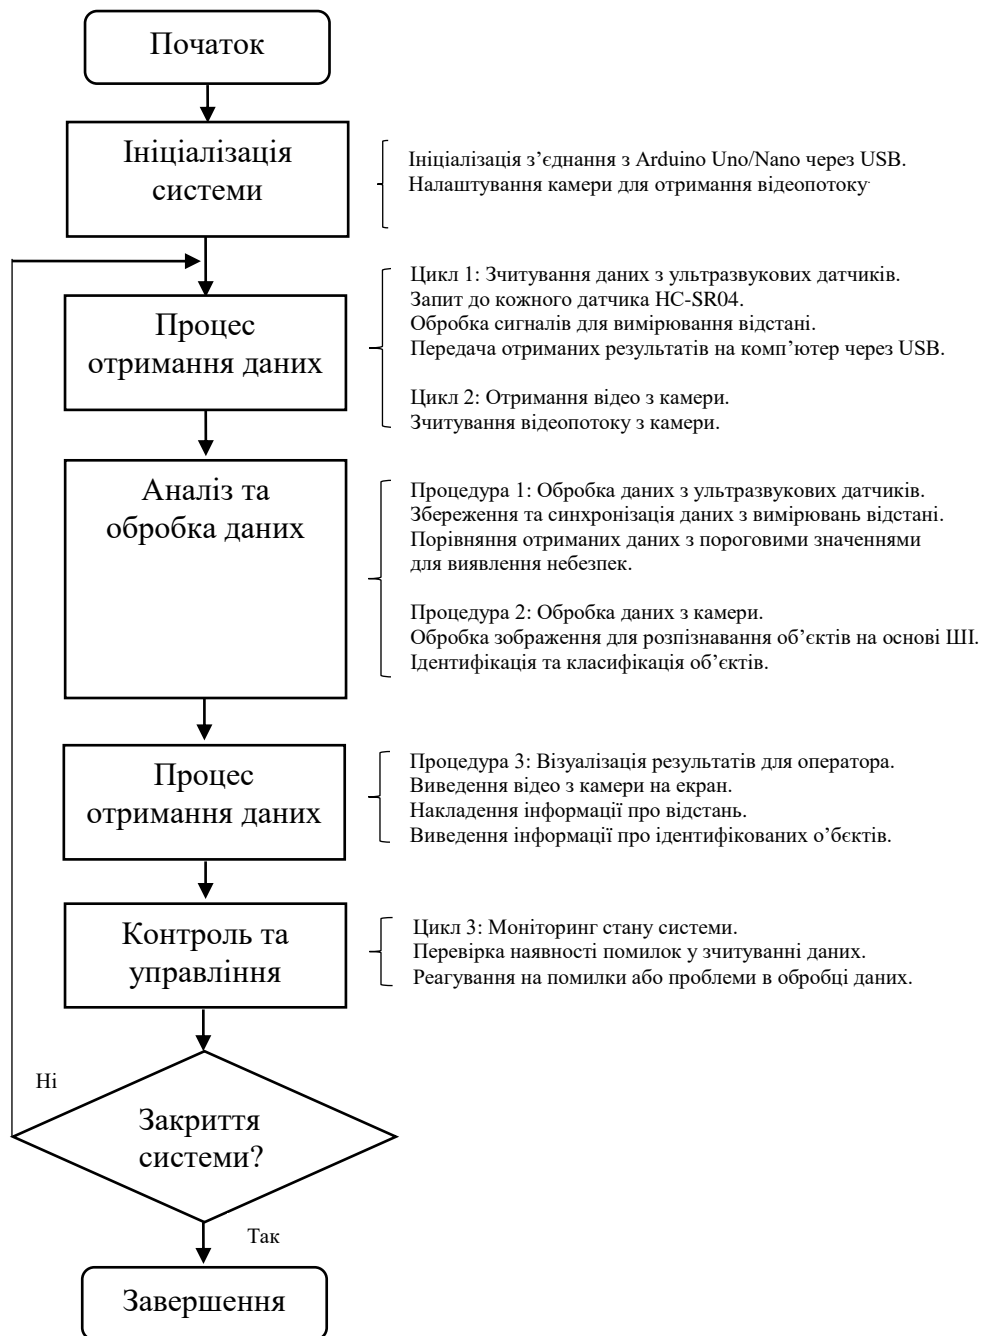 Початок
Ініціалізація
системи
Ініціалізація з’єднання з Arduino Uno/Nano через USB.
Налаштування камери для отримання відеопотоку.
Процес
отримання даних
Цикл 1: Зчитування даних з ультразвукових датчиків.
Запит до кожного датчика HC-SR04.
Обробка сигналів для вимірювання відстані.
Передача отриманих результатів на комп’ютер через USB.
Цикл 2: Отримання відео з камери.
Зчитування відеопотоку з камери.
Аналіз та
обробка даних
Процедура 1: Обробка даних з ультразвукових датчиків.
Збереження та синхронізація даних з вимірювань відстані.
Порівняння отриманих даних з пороговими значеннями
для виявлення небезпек.
Процедура 2: Обробка даних з камери.
Обробка зображення для розпізнавання об’єктів на основі ШІ.
Ідентифікація та класифікація об’єктів.
Процес
отримання даних
Процедура 3: Візуалізація результатів для оператора.
Виведення відео з камери на екран.
Накладення інформації про відстань.
Виведення інформації про ідентифікованих о’бєктів.
Контроль та
управління
Цикл 3: Моніторинг стану системи.
Перевірка наявності помилок у зчитуванні даних.
Реагування на помилки або проблеми в обробці даних.
Ні
Закриття
системи?
Так
Завершення